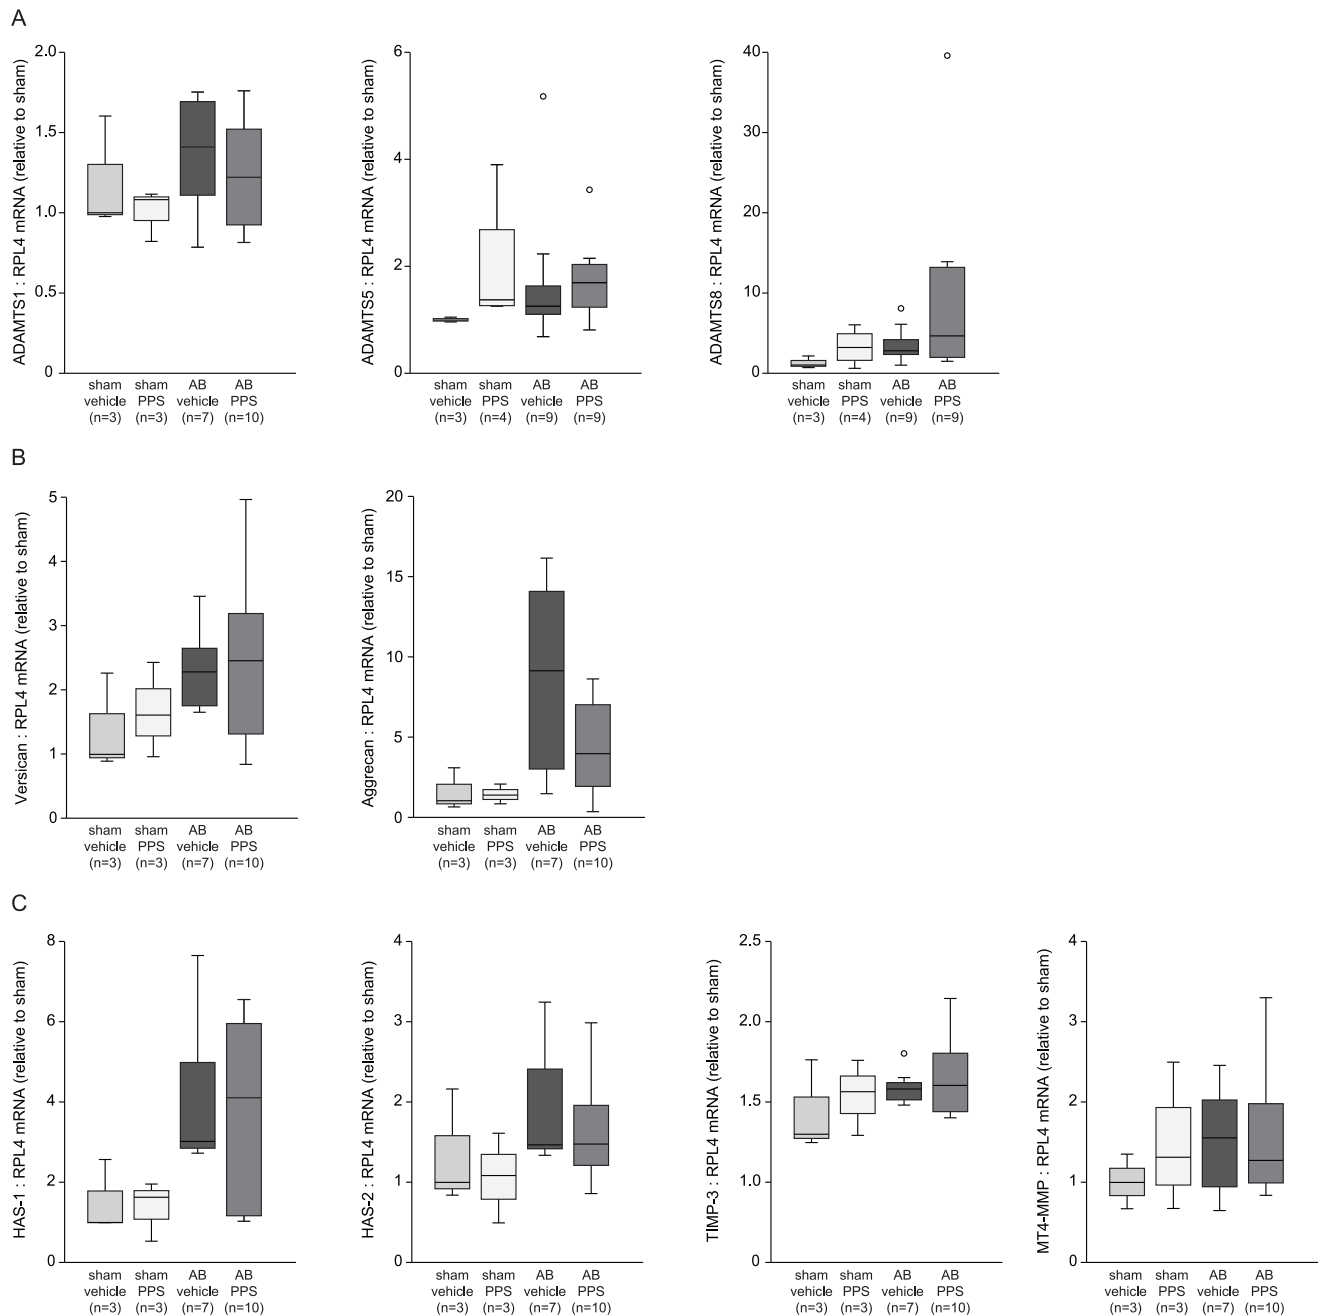 A
ADAMTS1 : RPL4 mRNA (relative to sham)
2.0
1.5
1.0
0.5
0
sham vehicle (n=3)
sham PPS (n=3)
AB vehicle (n=7)
AB PPS (n=10)
ADAMTS5 : RPL4 mRNA (relative to sham)
6
4
2
0
sham vehicle (n=3)
sham PPS (n=4)
AB vehicle (n=9)
AB PPS (n=9)
ADAMTS8 : RPL4 mRNA (relative to sham)
40
30
20
10
0
sham vehicle (n=3)
sham PPS (n=4)
AB vehicle (n=9)
AB PPS (n=9)
B
Versican : RPL4 mRNA (relative to sham)
5
4
3
2
1
0
sham vehicle (n=3)
sham PPS (n=3)
AB vehicle (n=7)
AB PPS (n=10)
Aggrecan : RPL4 mRNA (relative to sham)
20
15
10
5
0
sham vehicle (n=3)
sham PPS (n=3)
AB vehicle (n=7)
AB PPS (n=10)
C
HAS-1 : RPL4 mRNA (relative to sham)
8
6
4
2
0
sham vehicle (n=3)
sham PPS (n=3)
AB vehicle (n=7)
AB PPS (n=10)
HAS-2 : RPL4 mRNA (relative to sham)
4
3
2
1
0
sham vehicle (n=3)
sham PPS (n=3)
AB vehicle (n=7)
AB PPS (n=10)
TIMP-3 : RPL4 mRNA (relative to sham)
2.5
2.0
1.5
1.0
0
sham vehicle (n=3)
sham PPS (n=3)
AB vehicle (n=7)
AB PPS (n=10)
MT4-MMP : RPL4 mRNA (relative to sham)
4
3
2
1
0
sham vehicle (n=3)
sham PPS (n=3)
AB vehicle (n=7)
AB PPS (n=10)